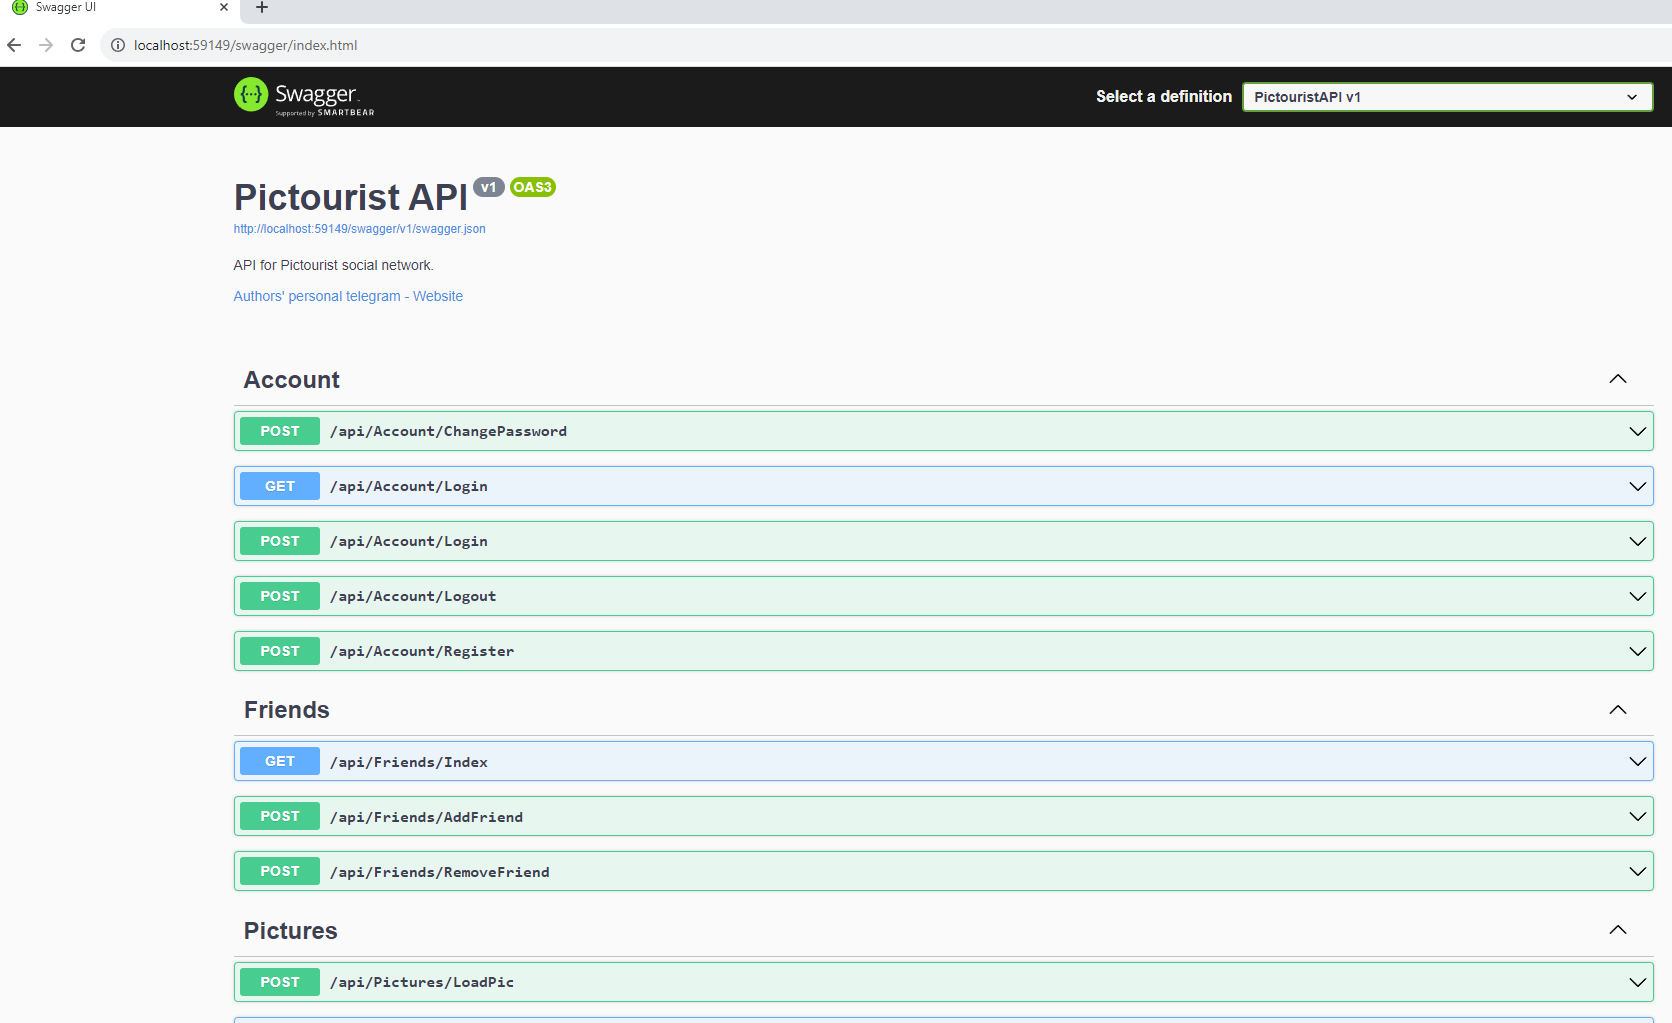 Swagger UI
localhost:59149/swagger/index.html
Swagger
Supported by SMARTBEAR
Select a definition
PictouristAPI v1
Pictourist API v1 OAS3
http://localhost:59149/swagger/v1/swagger.json
API for Pictourist social network.
Authors' personal telegram - Website
Account
POST /api/Account/ChangePassword
GET /api/Account/Login
POST /api/Account/Login
POST /api/Account/Logout
POST /api/Account/Register
Friends
GET /api/Friends/Index
POST /api/Friends/AddFriend
POST /api/Friends/RemoveFriend
Pictures
POST /api/Pictures/LoadPic